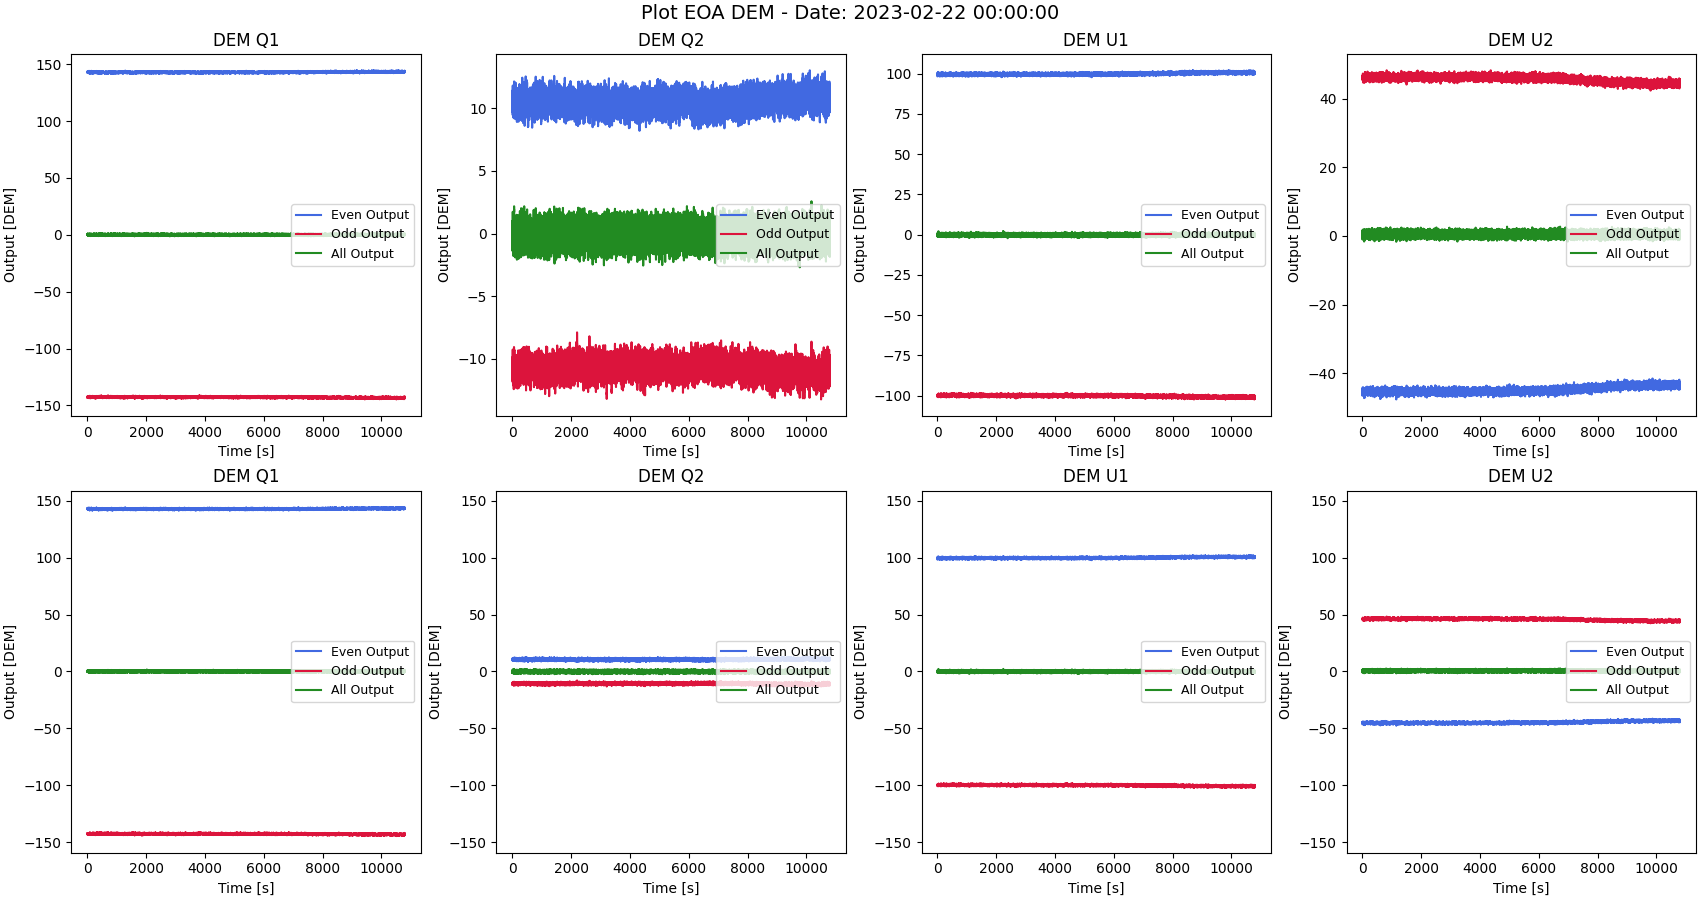 Plot EOA DEM - Date: 2023-02-22 00:00:00
DEM Q1
DEM Q2
DEM U1
DEM U2
Output [DEM]
150
100
50
0
−50
−100
−150
Even Output
Odd Output
All Output
0 2000 4000 6000 8000 10000
Time [s]
Output [DEM]
10
5
0
−5
−10
Even Output
Odd Output
All Output
0 2000 4000 6000 8000 10000
Time [s]
Output [DEM]
100
75
50
25
0
−25
−50
−75
−100
Even Output
Odd Output
All Output
0 2000 4000 6000 8000 10000
Time [s]
Output [DEM]
40
20
0
−20
−40
Even Output
Odd Output
All Output
0 2000 4000 6000 8000 10000
Time [s]
DEM Q1
DEM Q2
DEM U1
DEM U2
Output [DEM]
150
100
50
0
−50
−100
−150
Even Output
Odd Output
All Output
0 2000 4000 6000 8000 10000
Time [s]
Output [DEM]
150
100
50
0
−50
−100
−150
Even Output
Odd Output
All Output
0 2000 4000 6000 8000 10000
Time [s]
Output [DEM]
150
100
50
0
−50
−100
−150
Even Output
Odd Output
All Output
0 2000 4000 6000 8000 10000
Time [s]
Output [DEM]
150
100
50
0
−50
−100
−150
Even Output
Odd Output
All Output
0 2000 4000 6000 8000 10000
Time [s]